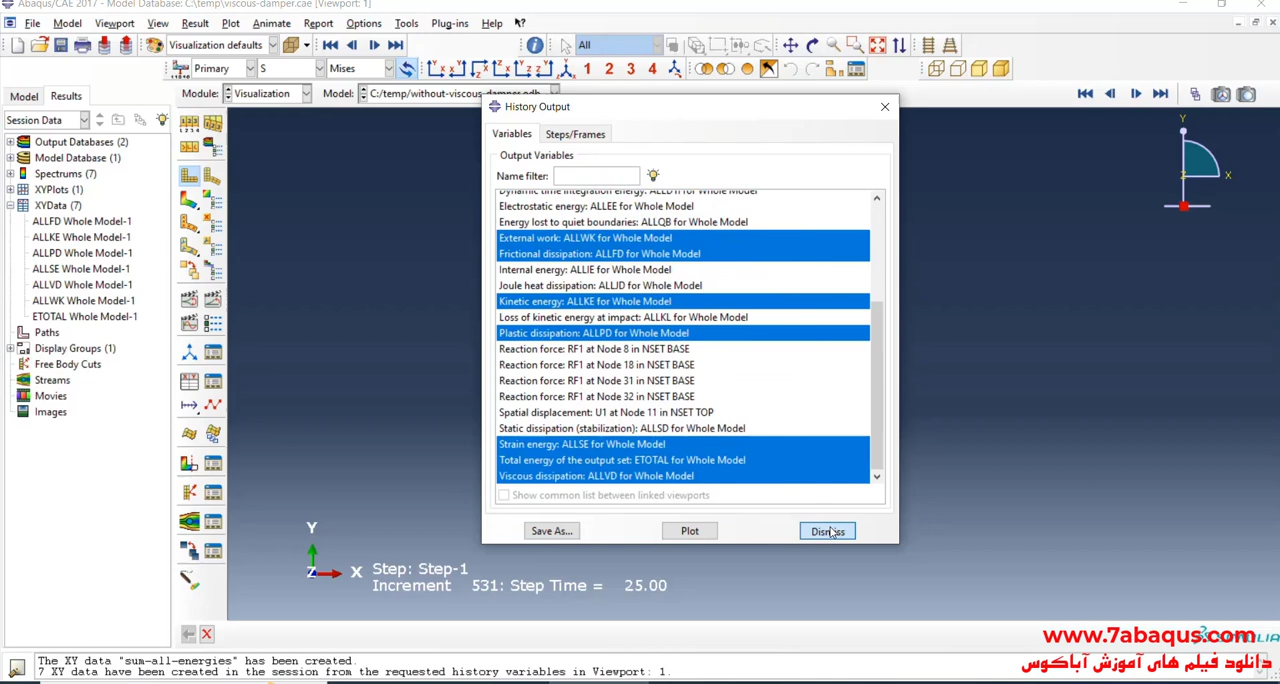 Abaqus/CAE 2017 - Model Database: C:\temp\viscous-damper.cae [Viewport: 1]
File Model Viewport View Result Plot Animate Report Options Tools Plug-ins Help
Visualization defaults All
Primary S Mises 1 2 3 4
Model Results Module: Visualization Model: C:/temp/without-viscous-damper.odb
Session Data
Output Databases (2)
Model Database (1)
Spectrums (7)
XYPlots (1)
XYData (7)
ALLFD Whole Model-1
ALLKE Whole Model-1
ALLPD Whole Model-1
ALLSE Whole Model-1
ALLVD Whole Model-1
ALLWK Whole Model-1
ETOTAL Whole Model-1
Paths
Display Groups (1)
Free Body Cuts
Streams
Movies
Images
History Output
Variables Steps/Frames
Output Variables
Name filter:
Dynamic time integration energy: ALLDTI for Whole Model
Electrostatic energy: ALLEE for Whole Model
Energy lost to quiet boundaries: ALLQB for Whole Model
External work: ALLWK for Whole Model
Frictional dissipation: ALLFD for Whole Model
Internal energy: ALLIE for Whole Model
Joule heat dissipation: ALLJD for Whole Model
Kinetic energy: ALLKE for Whole Model
Loss of kinetic energy at impact: ALLKL for Whole Model
Plastic dissipation: ALLPD for Whole Model
Reaction force: RF1 at Node 8 in NSET BASE
Reaction force: RF1 at Node 18 in NSET BASE
Reaction force: RF1 at Node 31 in NSET BASE
Reaction force: RF1 at Node 32 in NSET BASE
Spatial displacement: U1 at Node 11 in NSET TOP
Static dissipation (stabilization): ALLSD for Whole Model
Strain energy: ALLSE for Whole Model
Total energy of the output set: ETOTAL for Whole Model
Viscous dissipation: ALLVD for Whole Model
Show common list between linked viewports
Save As... Plot Dismiss
Y
X
Z
Y
Z X
Step: Step-1
Increment 531: Step Time = 25.00
www.7abaqus.com
دانلود فیلم های آموزش آباکوس
The XY data "sum-all-energies" has been created.
7 XY data have been created in the session from the requested history variables in Viewport: 1.